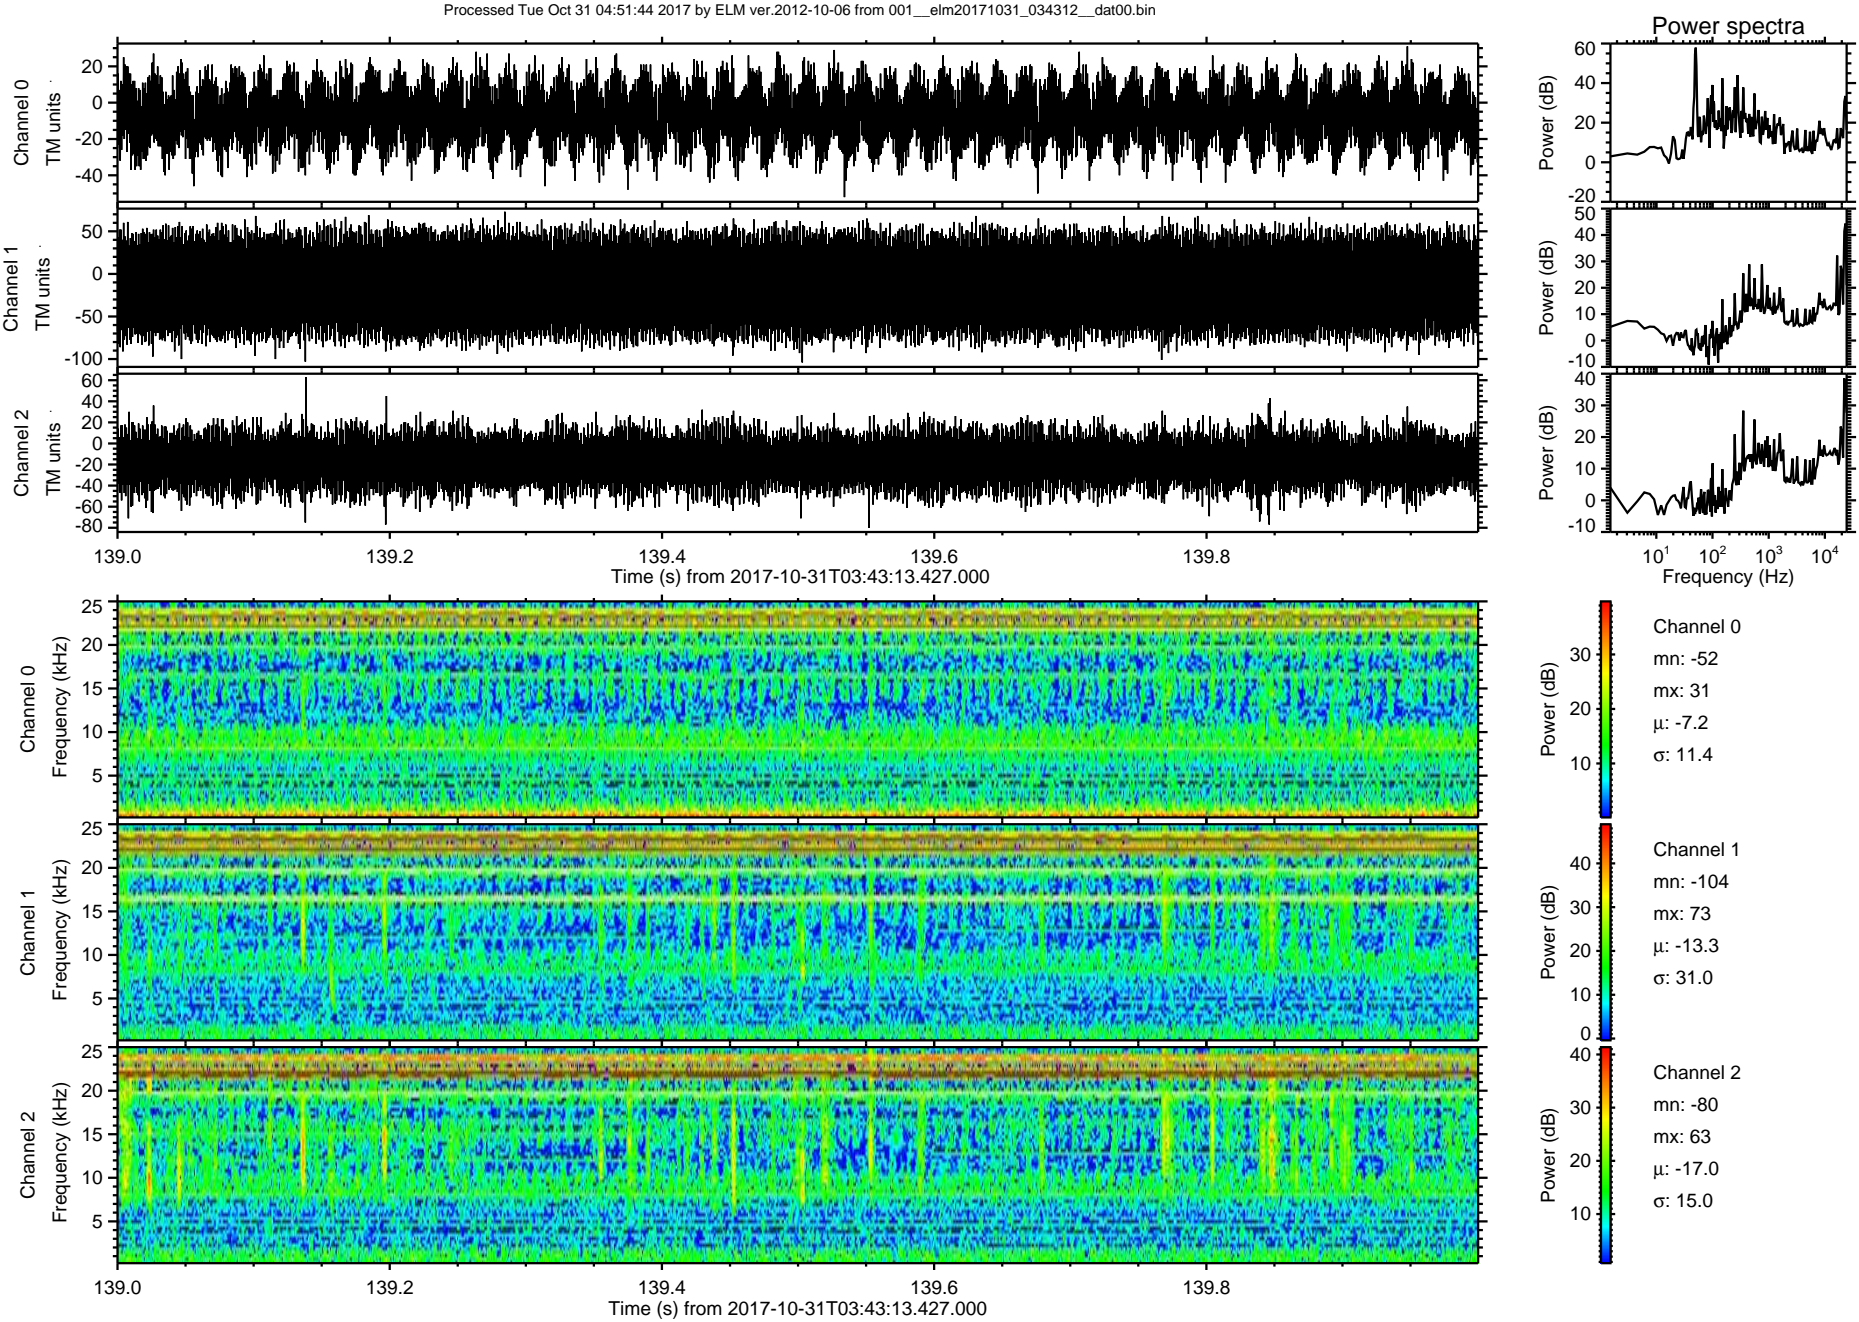 Processed Tue Oct 31 04:51:44 2017 by ELM ver.2012-10-06 from 001__elm20171031_034312__dat00.bin
Power spectra
Channel 0
TM units
20
0
-20
-40
Power (dB)
60
40
20
0
-20
Channel 1
TM units
50
0
-50
-100
Power (dB)
50
40
30
20
10
0
-10
Channel 2
TM units
60
40
20
0
-20
-40
-60
-80
Power (dB)
40
30
20
10
0
-10
139.0 139.2 139.4 139.6 139.8
Time (s) from 2017-10-31T03:43:13.427.000
10¹ 10² 10³ 10⁴
Frequency (Hz)
Channel 0
Frequency (kHz)
25
20
15
10
5
Power (dB)
30
20
10
Channel 0
mn: -52
mx: 31
μ: -7.2
σ: 11.4
Channel 1
Frequency (kHz)
25
20
15
10
5
Power (dB)
40
30
20
10
0
Channel 1
mn: -104
mx: 73
μ: -13.3
σ: 31.0
Channel 2
Frequency (kHz)
25
20
15
10
5
Power (dB)
40
30
20
10
Channel 2
mn: -80
mx: 63
μ: -17.0
σ: 15.0
139.0 139.2 139.4 139.6 139.8
Time (s) from 2017-10-31T03:43:13.427.000